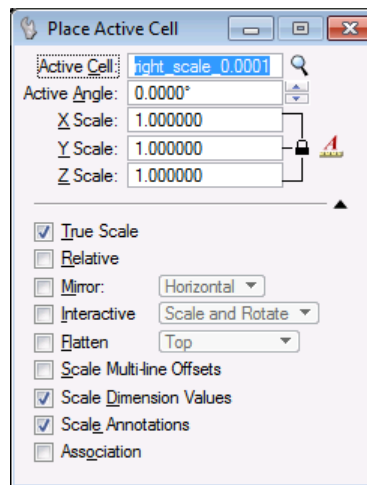 Place Active Cell
Active Cell: right_scale_0.0001
Active Angle: 0.0000°
X Scale: 1.000000
Y Scale: 1.000000
Z Scale: 1.000000
True Scale
Relative
Mirror: Horizontal
Interactive Scale and Rotate
Flatten Top
Scale Multi-line Offsets
Scale Dimension Values
Scale Annotations
Association